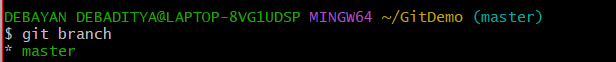 DEBAYAN DEBADITYA@LAPTOP-8VG1UDSP MINGW64 ~/GitDemo (master)
$ git branch
* master